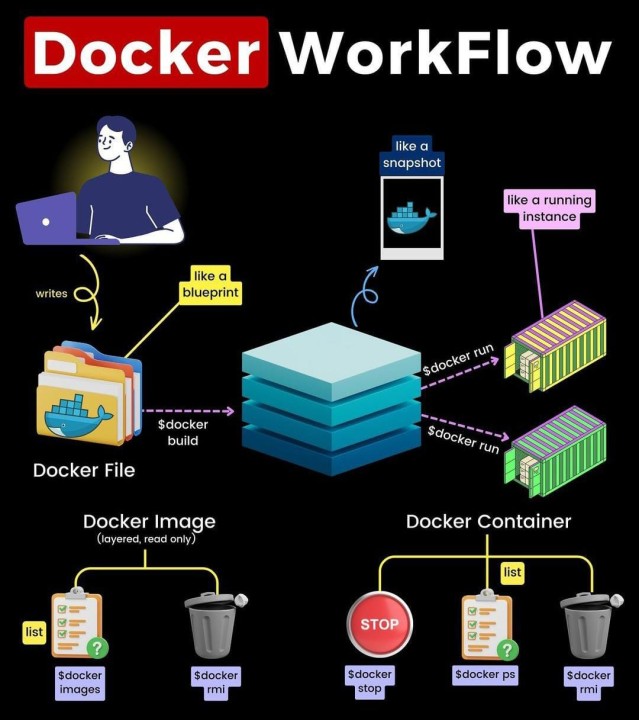 Docker WorkFlow
like a
snapshot
like a running
instance
like a
blueprint
writes
$docker run
$docker
build
$docker run
Docker File
Docker Image
(layered, read only)
Docker Container
list
list
STOP
$docker
images
$docker
rmi
$docker
stop
$docker ps
$docker
rmi